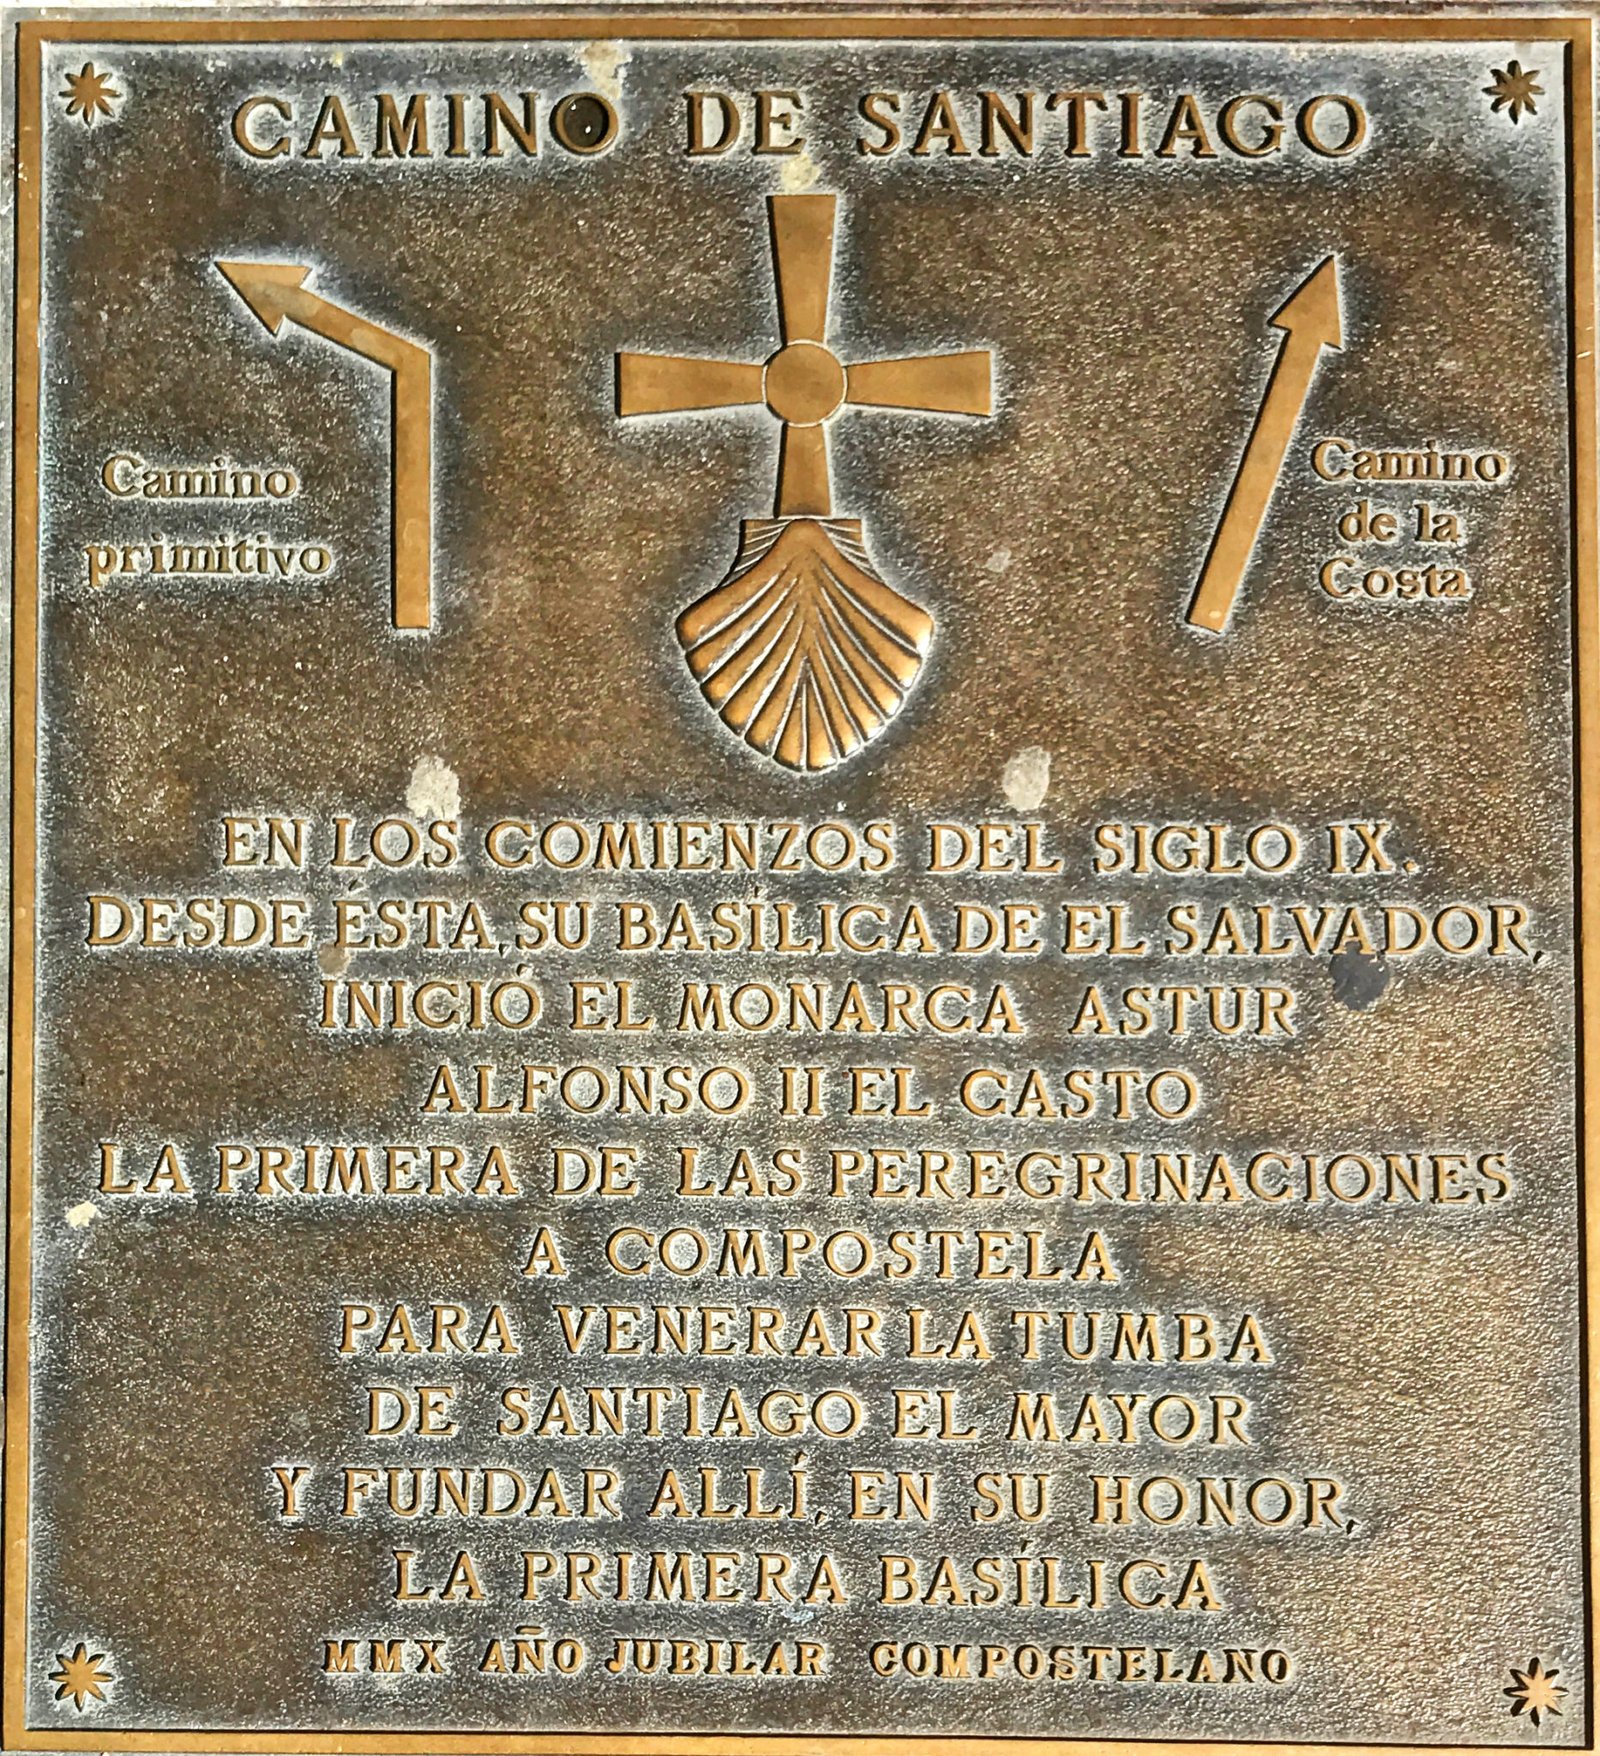 CAMINO DE SANTIAGO
Camino
primitivo
Camino
de la
Costa
EN LOS COMIENZOS DEL SIGLO IX.
DESDE ÉSTA, SU BASÍLICA DE EL SALVADOR,
INICIÓ EL MONARCA ASTUR
ALFONSO II EL CASTO
LA PRIMERA DE LAS PEREGRINACIONES
A COMPOSTELA
PARA VENERAR LA TUMBA
DE SANTIAGO EL MAYOR
Y FUNDAR ALLÍ, EN SU HONOR,
LA PRIMERA BASÍLICA
MMX AÑO JUBILAR COMPOSTELANO